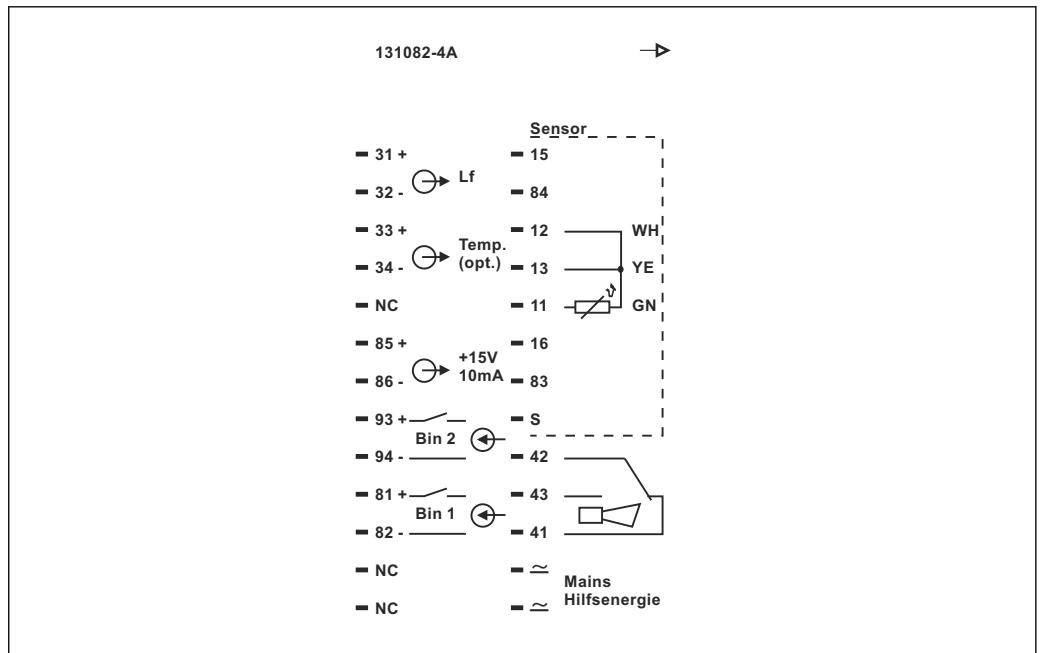 131082-4A
Sensor
31 +
15
Lf
32 -
84
33 +
12
WH
Temp.
(opt.)
34 -
13
YE
NC
11
GN
85 +
16
+15V
10mA
86 -
83
93 +
S
Bin 2
94 -
42
81 +
43
Bin 1
82 -
41
NC
Mains
Hilfsenergie
NC